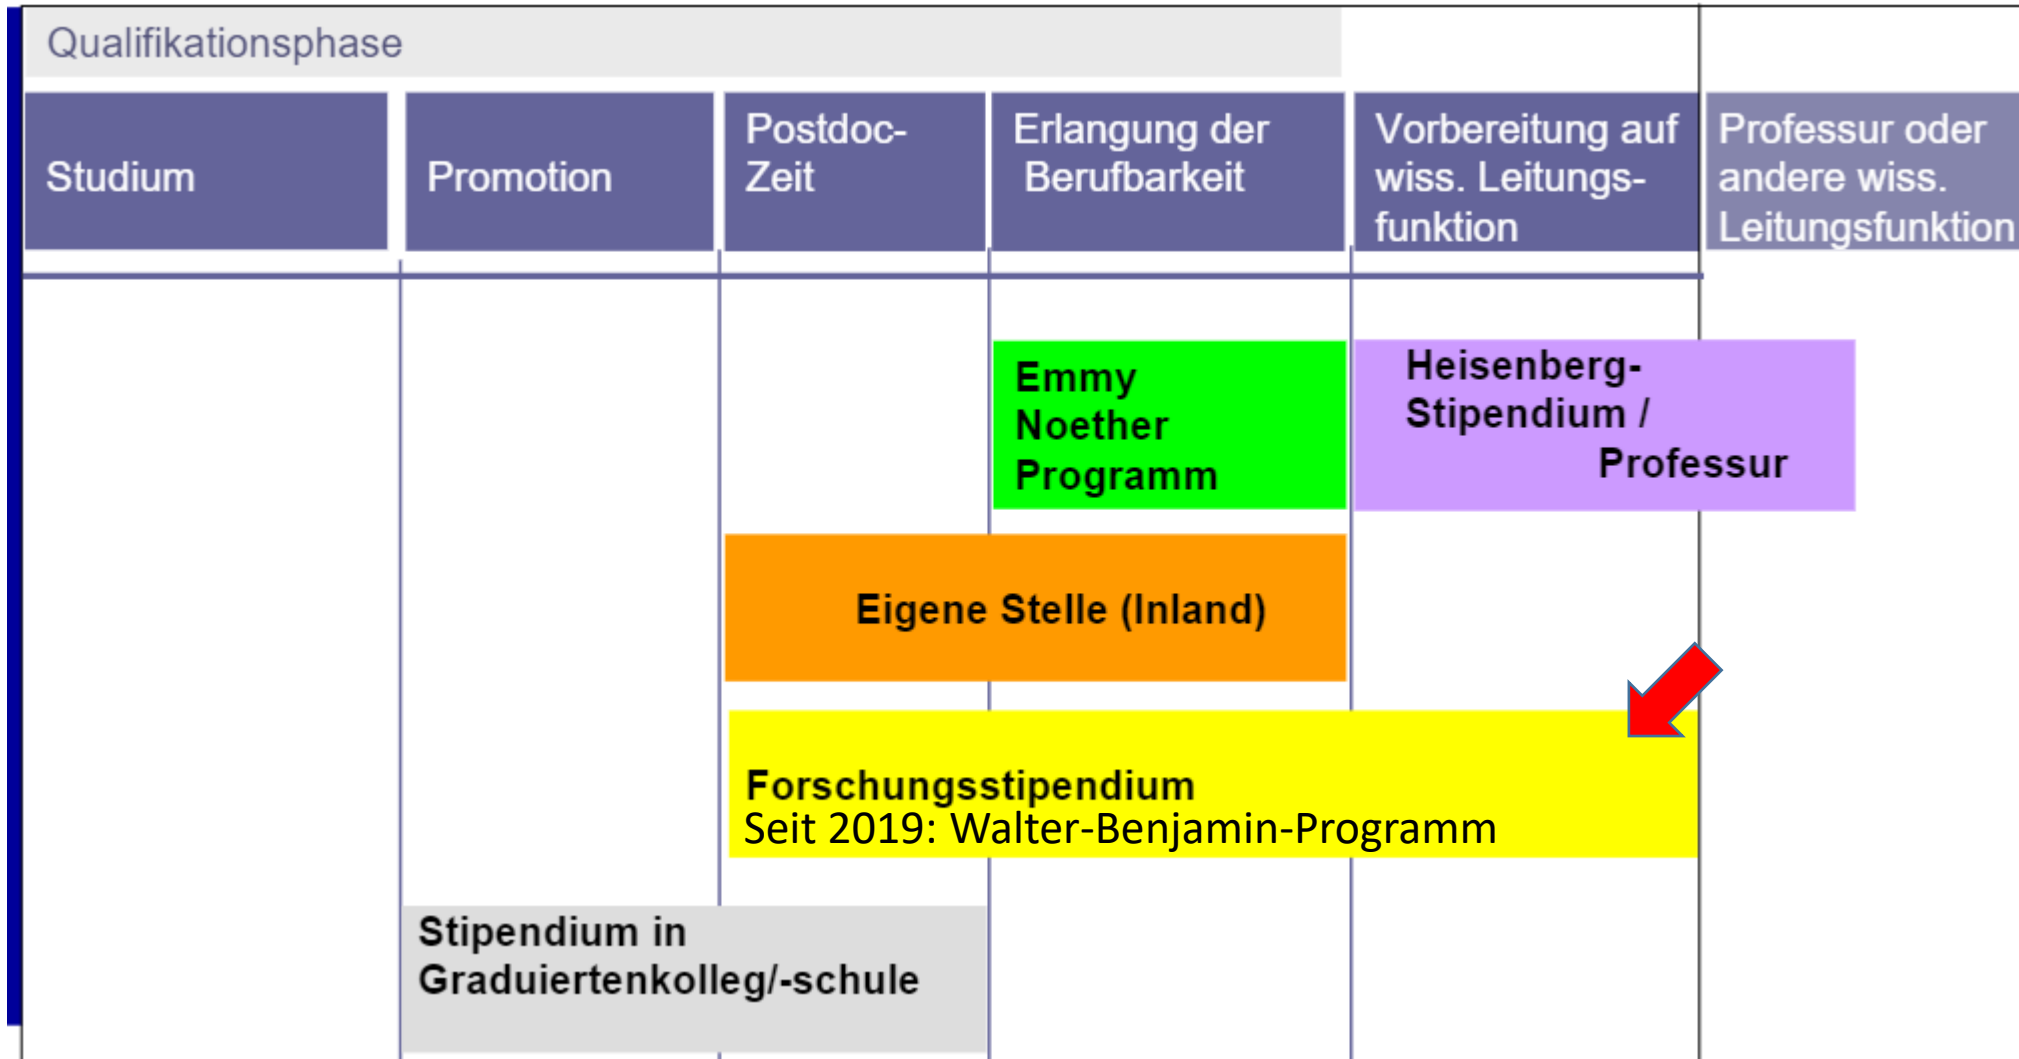 Qualifikationsphase
Studium
Promotion
Postdoc-
Zeit
Erlangung der
Berufbarkeit
Vorbereitung auf
wiss. Leitungs-
funktion
Professur oder
andere wiss.
Leitungsfunktion
Emmy
Noether
Programm
Heisenberg-
Stipendium /
Professur
Eigene Stelle (Inland)
Forschungsstipendium
Seit 2019: Walter-Benjamin-Programm
Stipendium in
Graduiertenkolleg/-schule